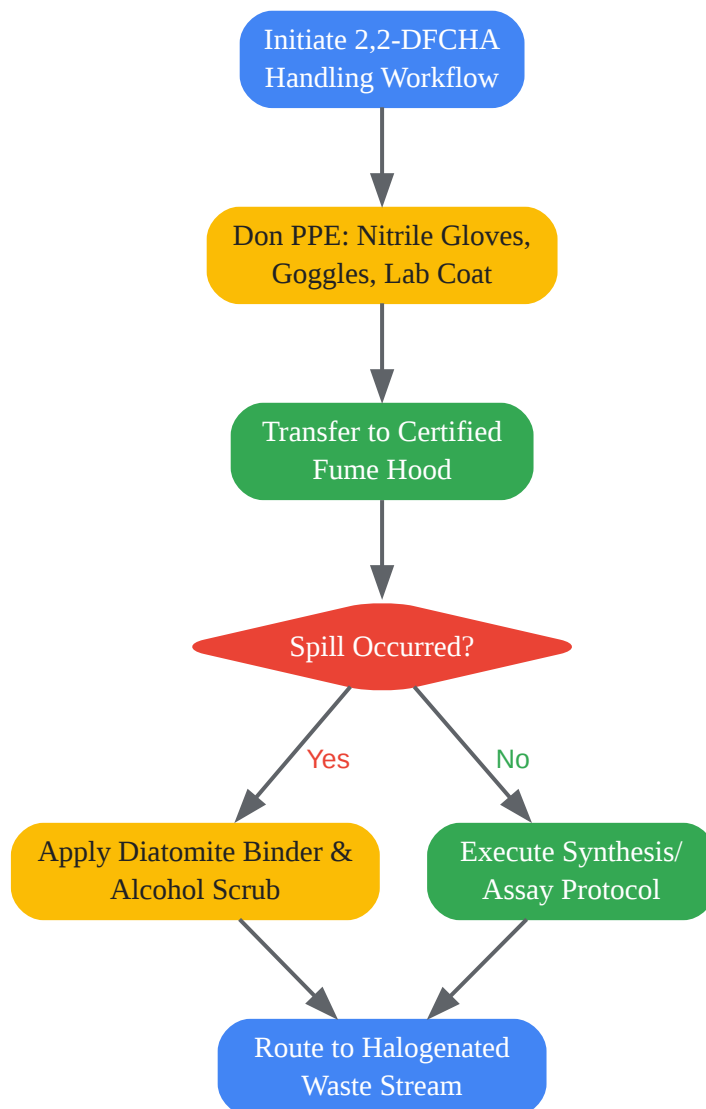 Initiate 2,2-DFCHA
Handling Workflow
Don PPE: Nitrile Gloves,
Goggles, Lab Coat
Transfer to Certified
Fume Hood
Spill Occurred?
Yes
No
Apply Diatomite Binder &
Alcohol Scrub
Execute Synthesis/
Assay Protocol
Route to Halogenated
Waste Stream